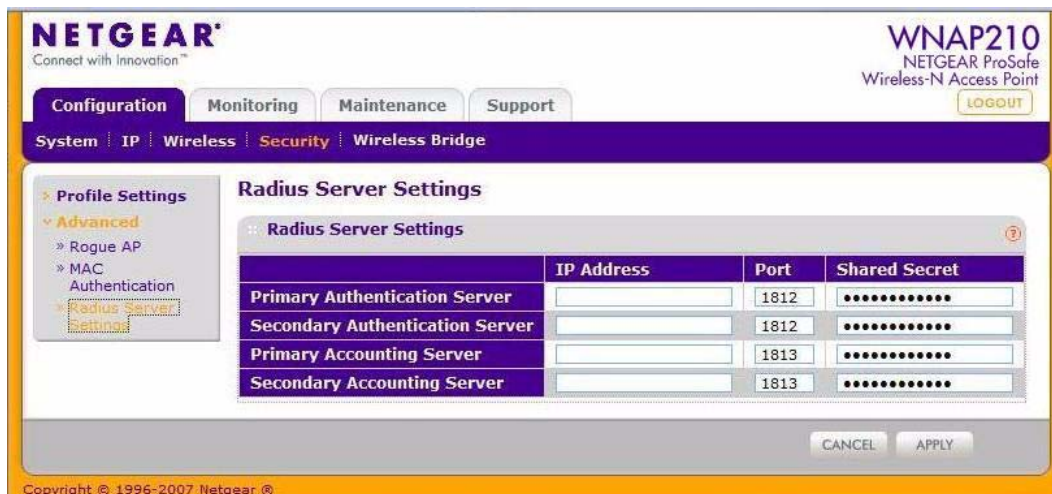 NETGEAR®
Connect with Innovation™
WNAP210
NETGEAR ProSafe
Wireless-N Access Point
LOGOUT
Configuration Monitoring Maintenance Support
System IP Wireless Security Wireless Bridge
Profile Settings
Advanced
» Rogue AP
» MAC
Authentication
» Radius Server
Settings
Radius Server Settings
Radius Server Settings
?
IP Address Port Shared Secret
Primary Authentication Server 1812 ••••••••••••
Secondary Authentication Server 1812 ••••••••••••
Primary Accounting Server 1813 ••••••••••••
Secondary Accounting Server 1813 ••••••••••••
CANCEL APPLY
Copyright © 1996-2007 Netgear ®